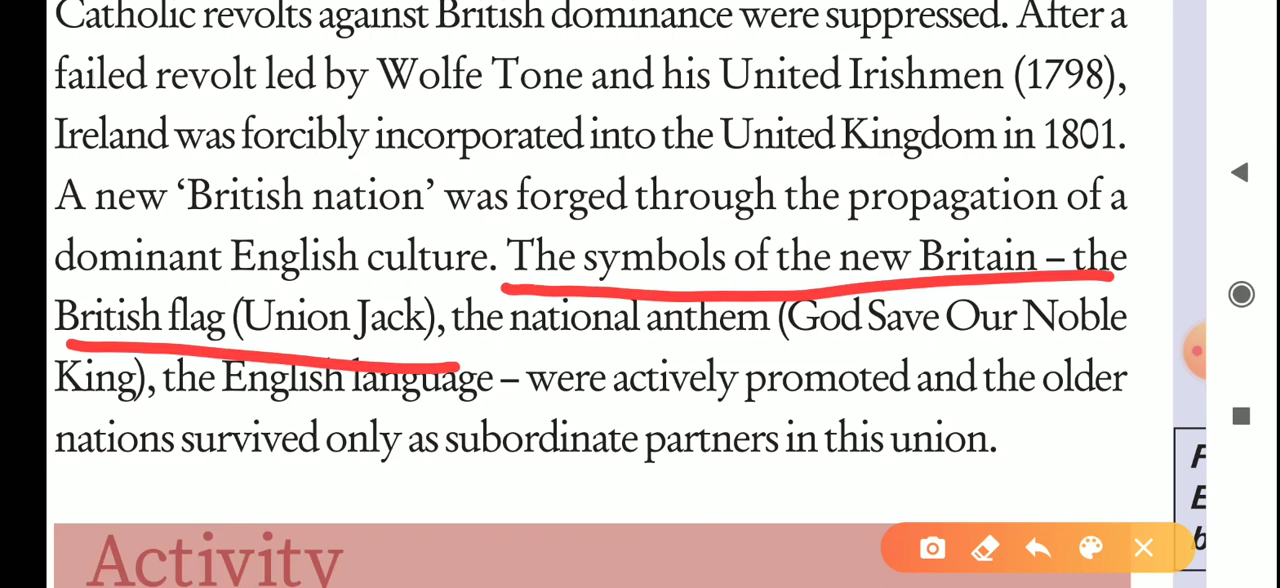 Catholic revolts against British dominance were suppressed. After a
failed revolt led by Wolfe Tone and his United Irishmen (1798),
Ireland was forcibly incorporated into the United Kingdom in 1801.
A new ‘British nation’ was forged through the propagation of a
dominant English culture. The symbols of the new Britain – the
British flag (Union Jack), the national anthem (God Save Our Noble
King), the English language – were actively promoted and the older
nations survived only as subordinate partners in this union.
Activity
F
E
b